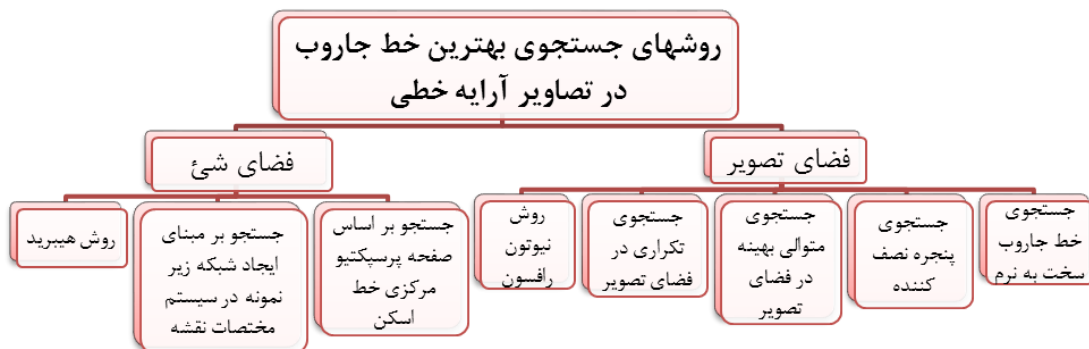 روشهای جستجوی بهترین خط جاروب
در تصاویر آرایه خطی
فضای تصویر
فضای شئ
جستجوی
خط جاروب
سخت به نرم
جستجوی
پنجره نصف
کننده
جستجوی
متوالی بهینه
در فضای
تصویر
جستجوی
تکراری در
فضای تصویر
روش
نیوتون
رافسون
جستجو بر اساس
صفحه پرسپکتیو
مرکزی خط
اسکن
جستجو بر مبنای
ایجاد شبکه زیر
نمونه در سیستم
مختصات نقشه
روش هیبرید